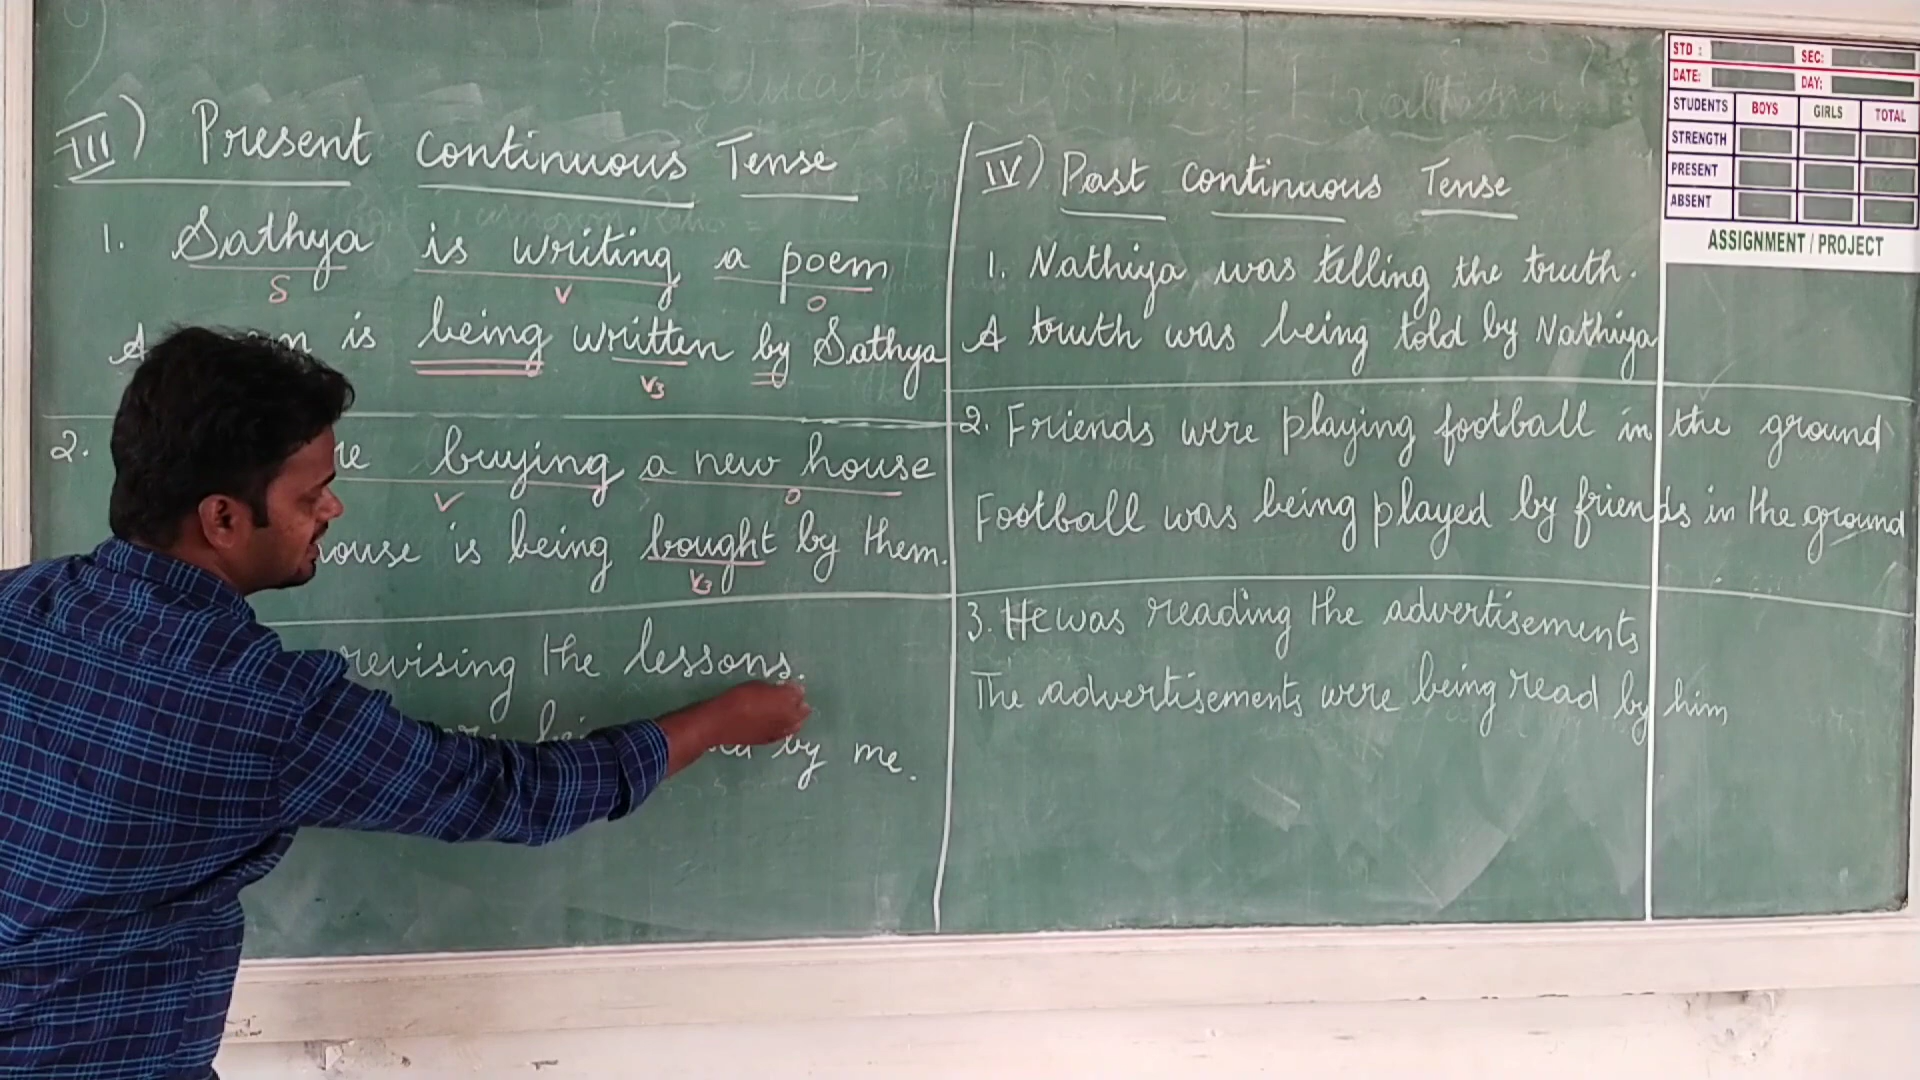 Education - Discipline - Exaltation
III) Present Continuous Tense
1. Sathya is writing a poem
S V O
A is being written by Sathya
V3
2. buying a new house
V O
house is being bought by them.
V3
revising the lessons.
by me.
IV) Past Continuous Tense
1. Nathiya was telling the truth.
A truth was being told by Nathiya
2. Friends were playing football in the ground
Football was being played by friends in the ground
3. He was reading the advertisements
The advertisements were being read by him
STD : SEC:
DATE: DAY:
STUDENTS BOYS GIRLS TOTAL
STRENGTH
PRESENT
ABSENT
ASSIGNMENT / PROJECT